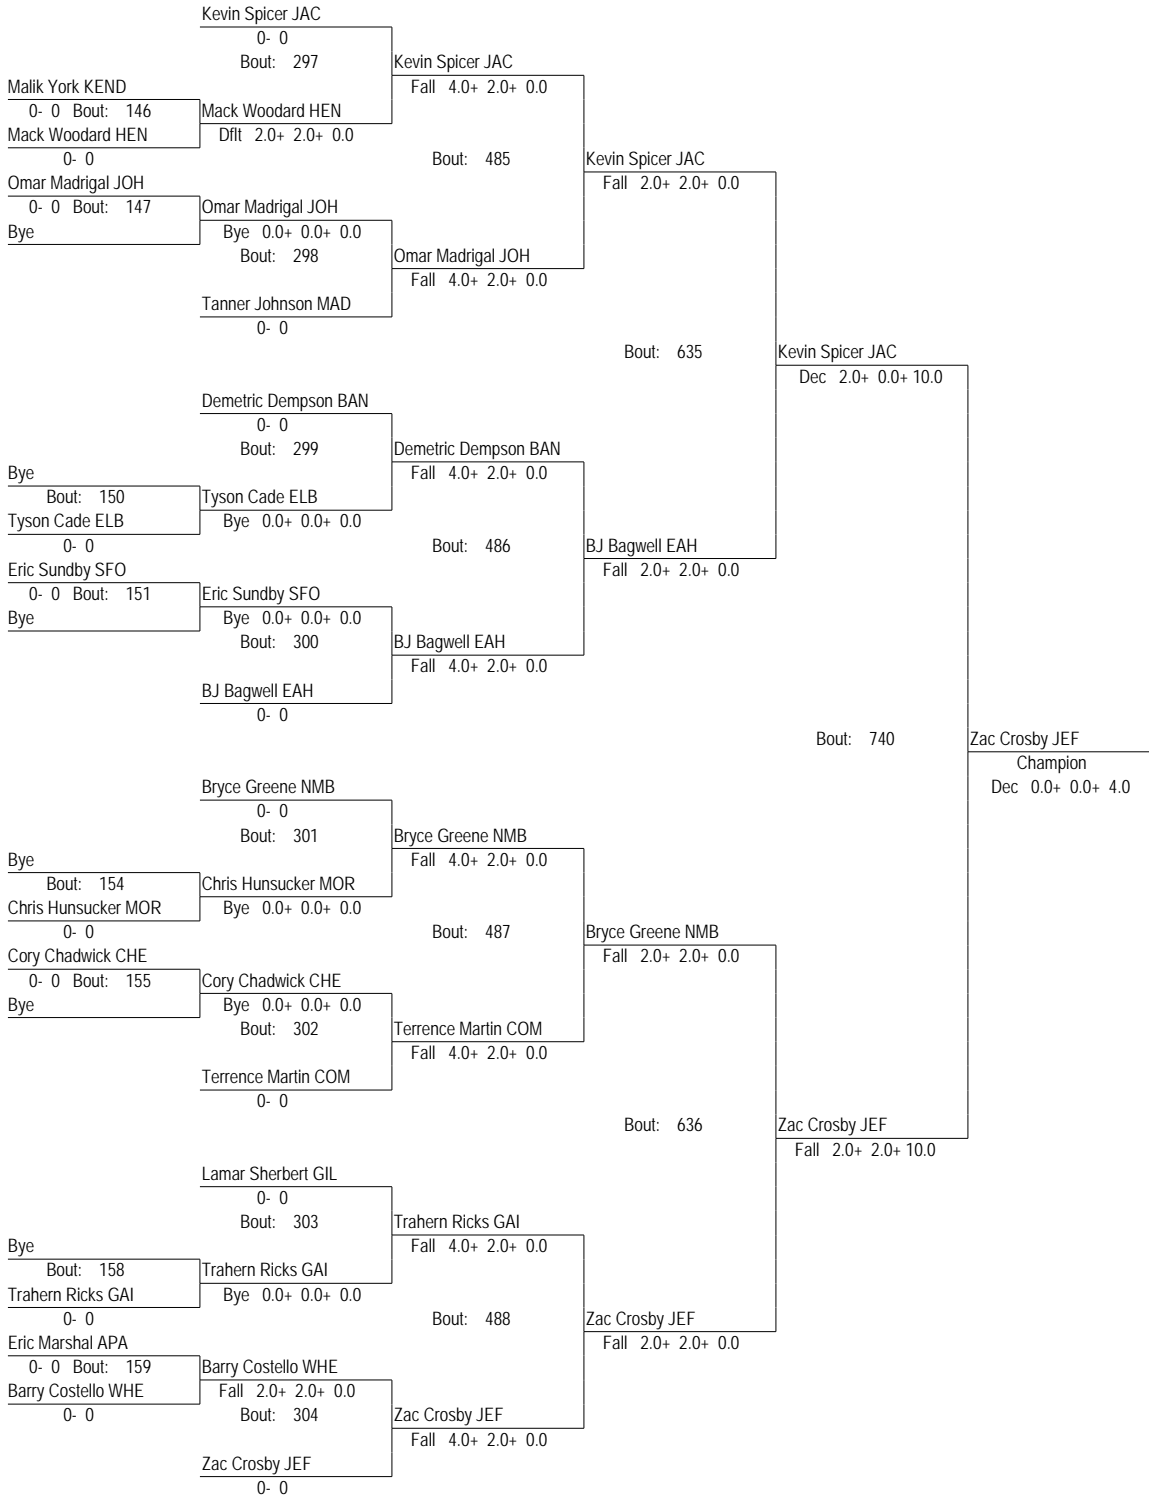 Kevin Spicer JAC
0- 0
Bout: 297
Kevin Spicer JAC
Malik York KEND
Fall 4.0+ 2.0+ 0.0
0- 0 Bout: 146
Mack Woodard HEN
Mack Woodard HEN
Dflt 2.0+ 2.0+ 0.0
0- 0
Bout: 485
Kevin Spicer JAC
Omar Madrigal JOH
Fall 2.0+ 2.0+ 0.0
0- 0 Bout: 147
Omar Madrigal JOH
Bye
Bye 0.0+ 0.0+ 0.0
Bout: 298
Omar Madrigal JOH
Fall 4.0+ 2.0+ 0.0
Tanner Johnson MAD
0- 0
Bout: 635
Kevin Spicer JAC
Dec 2.0+ 0.0+ 10.0
Demetric Dempson BAN
0- 0
Bout: 299
Demetric Dempson BAN
Bye
Fall 4.0+ 2.0+ 0.0
Bout: 150
Tyson Cade ELB
Tyson Cade ELB
Bye 0.0+ 0.0+ 0.0
0- 0
Bout: 486
BJ Bagwell EAH
Eric Sundby SFO
Fall 2.0+ 2.0+ 0.0
0- 0 Bout: 151
Eric Sundby SFO
Bye
Bye 0.0+ 0.0+ 0.0
Bout: 300
BJ Bagwell EAH
Fall 4.0+ 2.0+ 0.0
BJ Bagwell EAH
0- 0
Bout: 740
Zac Crosby JEF
Champion
Dec 0.0+ 0.0+ 4.0
Bryce Greene NMB
0- 0
Bout: 301
Bryce Greene NMB
Bye
Fall 4.0+ 2.0+ 0.0
Bout: 154
Chris Hunsucker MOR
Chris Hunsucker MOR
Bye 0.0+ 0.0+ 0.0
0- 0
Bout: 487
Bryce Greene NMB
Cory Chadwick CHE
Fall 2.0+ 2.0+ 0.0
0- 0 Bout: 155
Cory Chadwick CHE
Bye
Bye 0.0+ 0.0+ 0.0
Bout: 302
Terrence Martin COM
Fall 4.0+ 2.0+ 0.0
Terrence Martin COM
0- 0
Bout: 636
Zac Crosby JEF
Fall 2.0+ 2.0+ 10.0
Lamar Sherbert GIL
0- 0
Bout: 303
Trahern Ricks GAI
Bye
Fall 4.0+ 2.0+ 0.0
Bout: 158
Trahern Ricks GAI
Trahern Ricks GAI
Bye 0.0+ 0.0+ 0.0
0- 0
Bout: 488
Zac Crosby JEF
Eric Marshal APA
Fall 2.0+ 2.0+ 0.0
0- 0 Bout: 159
Barry Costello WHE
Barry Costello WHE
Fall 2.0+ 2.0+ 0.0
0- 0
Bout: 304
Zac Crosby JEF
Fall 4.0+ 2.0+ 0.0
Zac Crosby JEF
0- 0